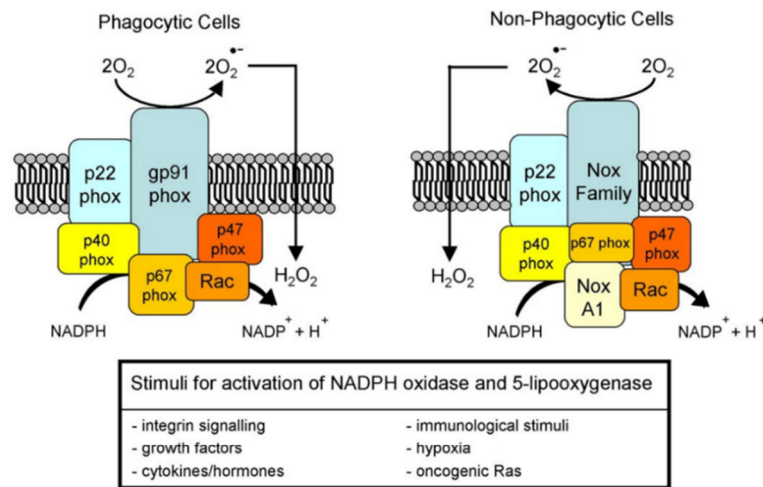 Phagocytic Cells
2O₂
2O₂•−
p22
phox
gp91
phox
p40
phox
p47
phox
p67
phox
Rac
H₂O₂
NADPH
NADP⁺ + H⁺
Non-Phagocytic Cells
2O₂•−
2O₂
p22
phox
Nox
Family
p40
phox
p67 phox
p47
phox
Nox
A1
Rac
H₂O₂
NADPH
NADP⁺ + H⁺
Stimuli for activation of NADPH oxidase and 5-lipooxygenase
- integrin signalling
- growth factors
- cytokines/hormones
- immunological stimuli
- hypoxia
- oncogenic Ras